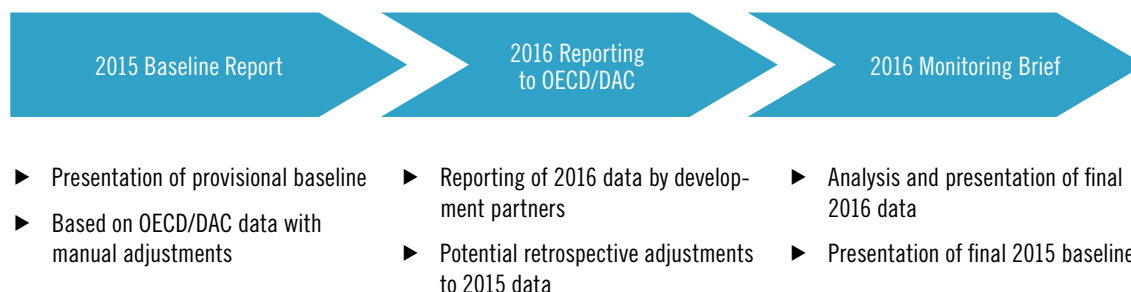 2015 Baseline Report
2016 Reporting
to OECD/DAC
2016 Monitoring Brief
▶ Presentation of provisional baseline
▶ Based on OECD/DAC data with
manual adjustments
▶ Reporting of 2016 data by develop-
ment partners
▶ Potential retrospective adjustments
to 2015 data
▶ Analysis and presentation of final
2016 data
▶ Presentation of final 2015 baseline